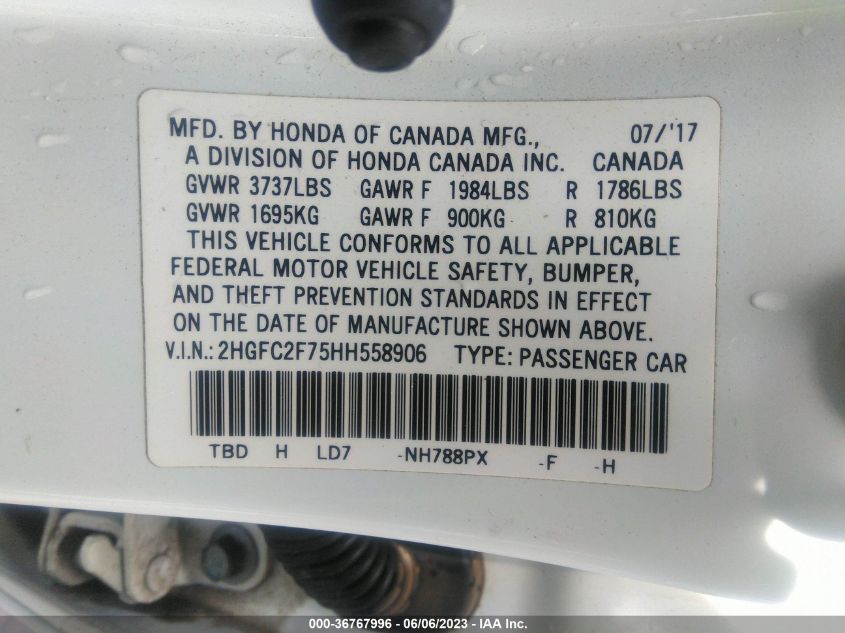 MFD. BY HONDA OF CANADA MFG., 07/'17
A DIVISION OF HONDA CANADA INC. CANADA
GVWR 3737LBS GAWR F 1984LBS R 1786LBS
GVWR 1695KG GAWR F 900KG R 810KG
THIS VEHICLE CONFORMS TO ALL APPLICABLE
FEDERAL MOTOR VEHICLE SAFETY, BUMPER,
AND THEFT PREVENTION STANDARDS IN EFFECT
ON THE DATE OF MANUFACTURE SHOWN ABOVE.
V.I.N.: 2HGFC2F75HH558906 TYPE: PASSENGER CAR
TBD H LD7 -NH788PX -F -H
000-36767996 - 06/06/2023 - IAA Inc.